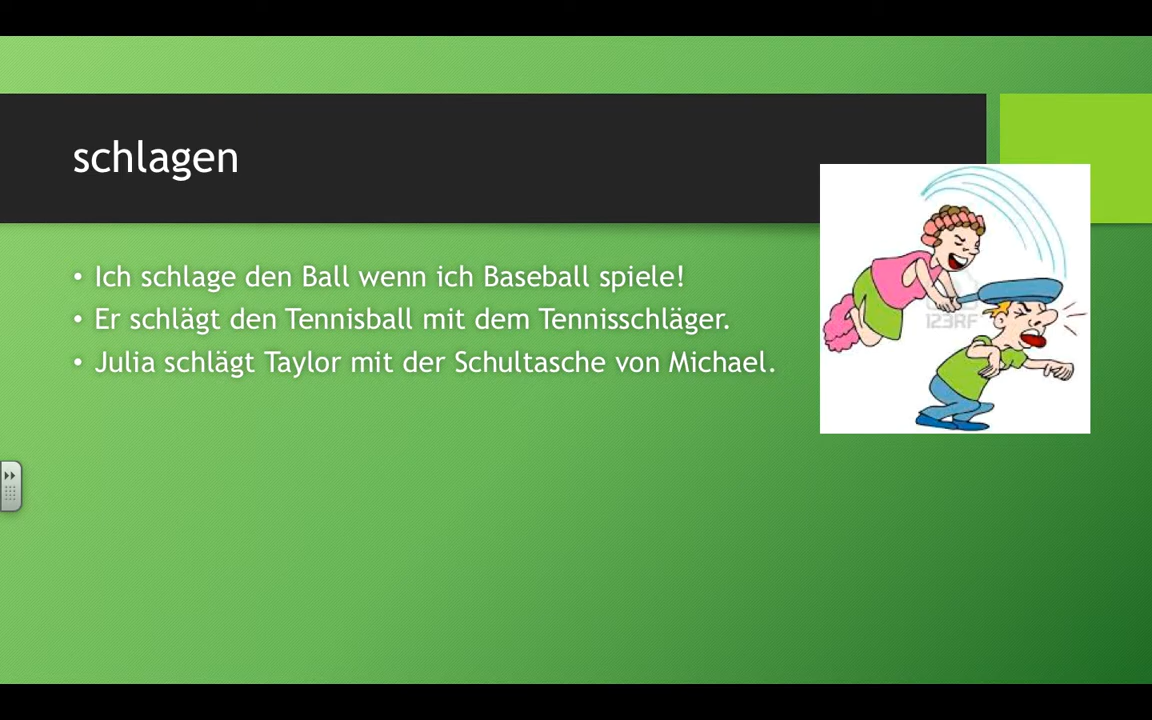 schlagen
• Ich schlage den Ball wenn ich Baseball spiele!
• Er schlägt den Tennisball mit dem Tennisschläger.
• Julia schlägt Taylor mit der Schultasche von Michael.
123RF